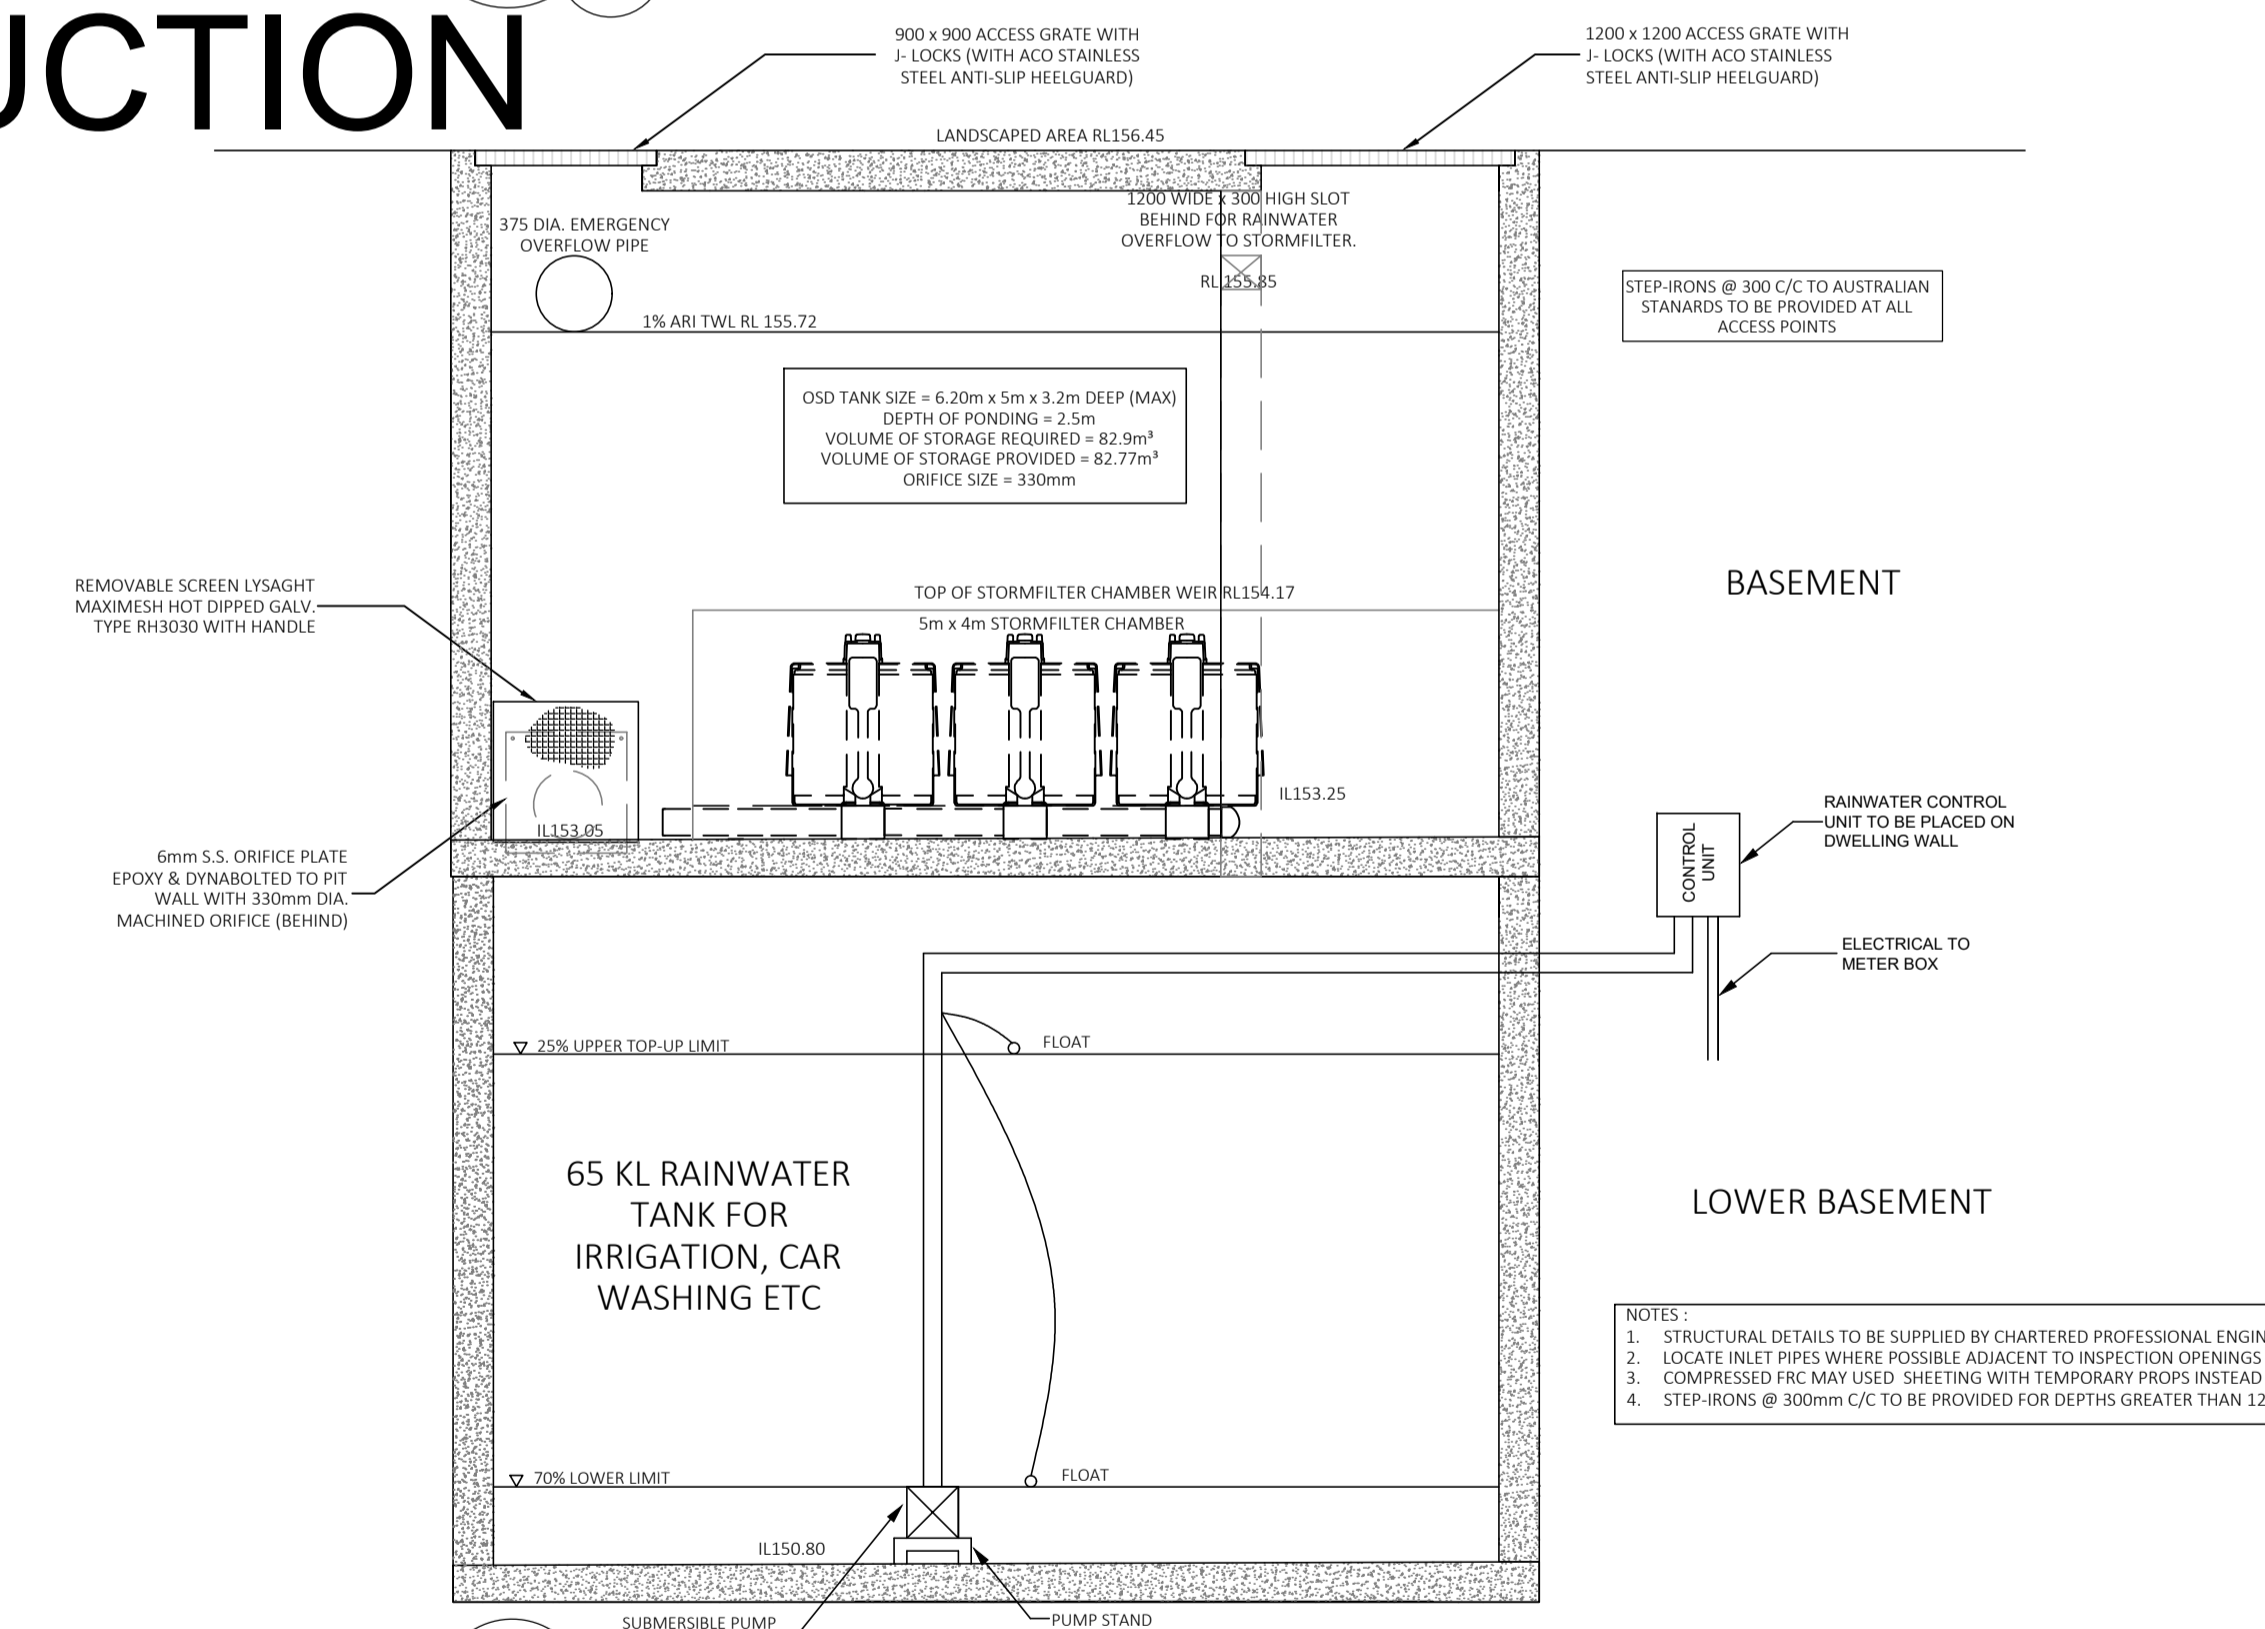 UCTION
900 x 900 ACCESS GRATE WITH
J- LOCKS (WITH ACO STAINLESS
STEEL ANTI-SLIP HEELGUARD)
1200 x 1200 ACCESS GRATE WITH
J- LOCKS (WITH ACO STAINLESS
STEEL ANTI-SLIP HEELGUARD)
LANDSCAPED AREA RL156.45
375 DIA. EMERGENCY
OVERFLOW PIPE
1200 WIDE x 300 HIGH SLOT
BEHIND FOR RAINWATER
OVERFLOW TO STORMFILTER.
RL 155.85
STEP-IRONS @ 300 C/C TO AUSTRALIAN
STANARDS TO BE PROVIDED AT ALL
ACCESS POINTS
1% ARI TWL RL 155.72
OSD TANK SIZE = 6.20m x 5m x 3.2m DEEP (MAX)
DEPTH OF PONDING = 2.5m
VOLUME OF STORAGE REQUIRED = 82.9m³
VOLUME OF STORAGE PROVIDED = 82.77m³
ORIFICE SIZE = 330mm
BASEMENT
REMOVABLE SCREEN LYSAGHT
MAXIMESH HOT DIPPED GALV.
TYPE RH3030 WITH HANDLE
TOP OF STORMFILTER CHAMBER WEIR RL154.17
5m x 4m STORMFILTER CHAMBER
IL153.25
IL153.05
6mm S.S. ORIFICE PLATE
EPOXY & DYNABOLTED TO PIT
WALL WITH 330mm DIA.
MACHINED ORIFICE (BEHIND)
CONTROL
UNIT
RAINWATER CONTROL
UNIT TO BE PLACED ON
DWELLING WALL
ELECTRICAL TO
METER BOX
25% UPPER TOP-UP LIMIT
FLOAT
65 KL RAINWATER
TANK FOR
IRRIGATION, CAR
WASHING ETC
LOWER BASEMENT
NOTES :
1. STRUCTURAL DETAILS TO BE SUPPLIED BY CHARTERED PROFESSIONAL ENGIN
2. LOCATE INLET PIPES WHERE POSSIBLE ADJACENT TO INSPECTION OPENINGS
3. COMPRESSED FRC MAY USED SHEETING WITH TEMPORARY PROPS INSTEAD
4. STEP-IRONS @ 300mm C/C TO BE PROVIDED FOR DEPTHS GREATER THAN 12
70% LOWER LIMIT
FLOAT
IL150.80
SUBMERSIBLE PUMP
PUMP STAND